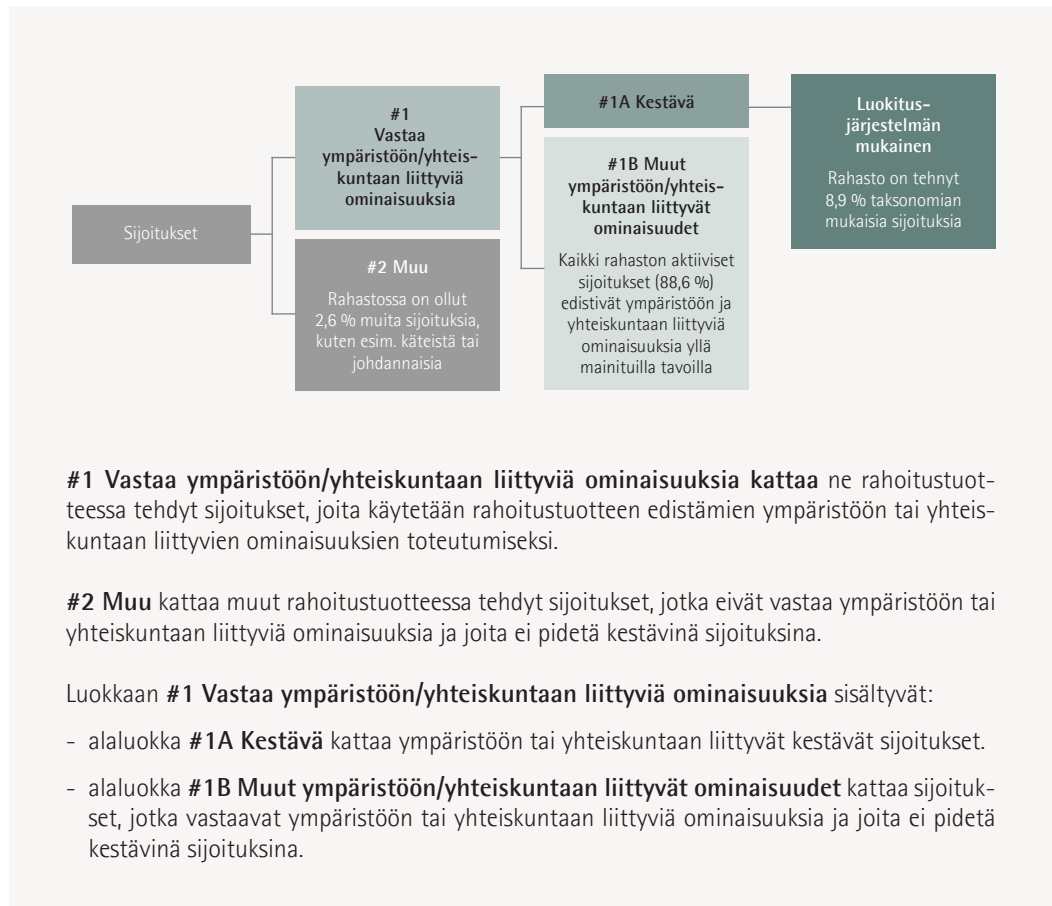 Sijoitukset
#1
Vastaa
ympäristöön/yhteis-
kuntaan liittyviä
ominaisuuksia
#2 Muu
Rahastossa on ollut
2,6 % muita sijoituksia,
kuten esim. käteistä tai
johdannaisia
#1A Kestävä
#1B Muut
ympäristöön/yhteis-
kuntaan liittyvät
ominaisuudet
Kaikki rahaston aktiiviset
sijoitukset (88,6 %)
edistivät ympäristöön ja
yhteiskuntaan liittyviä
ominaisuuksia yllä
mainituilla tavoilla
Luokitus-
järjestelmän
mukainen
Rahasto on tehnyt
8,9 % taksonomian
mukaisia sijoituksia
#1 Vastaa ympäristöön/yhteiskuntaan liittyviä ominaisuuksia kattaa ne rahoitustuot-
teessa tehdyt sijoitukset, joita käytetään rahoitustuotteen edistämien ympäristöön tai yhteis-
kuntaan liittyvien ominaisuuksien toteutumiseksi.
#2 Muu kattaa muut rahoitustuotteessa tehdyt sijoitukset, jotka eivät vastaa ympäristöön tai
yhteiskuntaan liittyviä ominaisuuksia ja joita ei pidetä kestävinä sijoituksina.
Luokkaan #1 Vastaa ympäristöön/yhteiskuntaan liittyviä ominaisuuksia sisältyvät:
- alaluokka #1A Kestävä kattaa ympäristöön tai yhteiskuntaan liittyvät kestävät sijoitukset.
- alaluokka #1B Muut ympäristöön/yhteiskuntaan liittyvät ominaisuudet kattaa sijoituk-
set, jotka vastaavat ympäristöön tai yhteiskuntaan liittyviä ominaisuuksia ja joita ei pidetä
kestävinä sijoituksina.